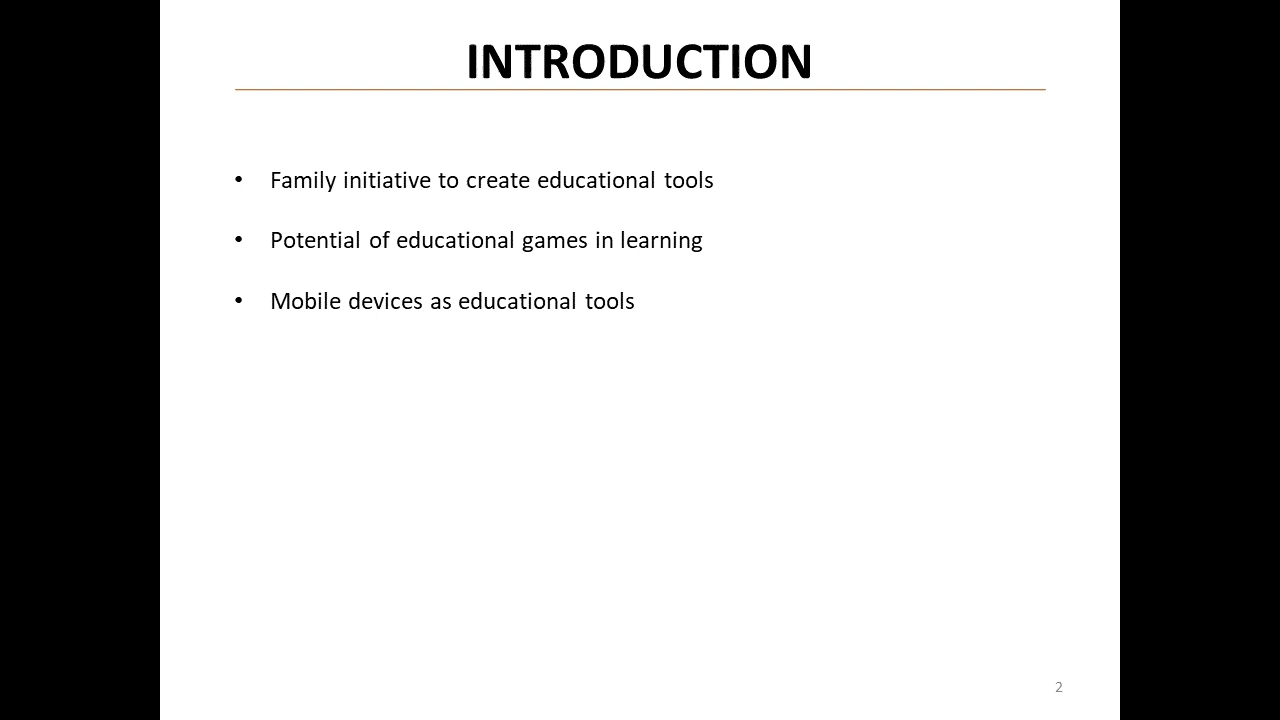 INTRODUCTION
• Family initiative to create educational tools
• Potential of educational games in learning
• Mobile devices as educational tools
2